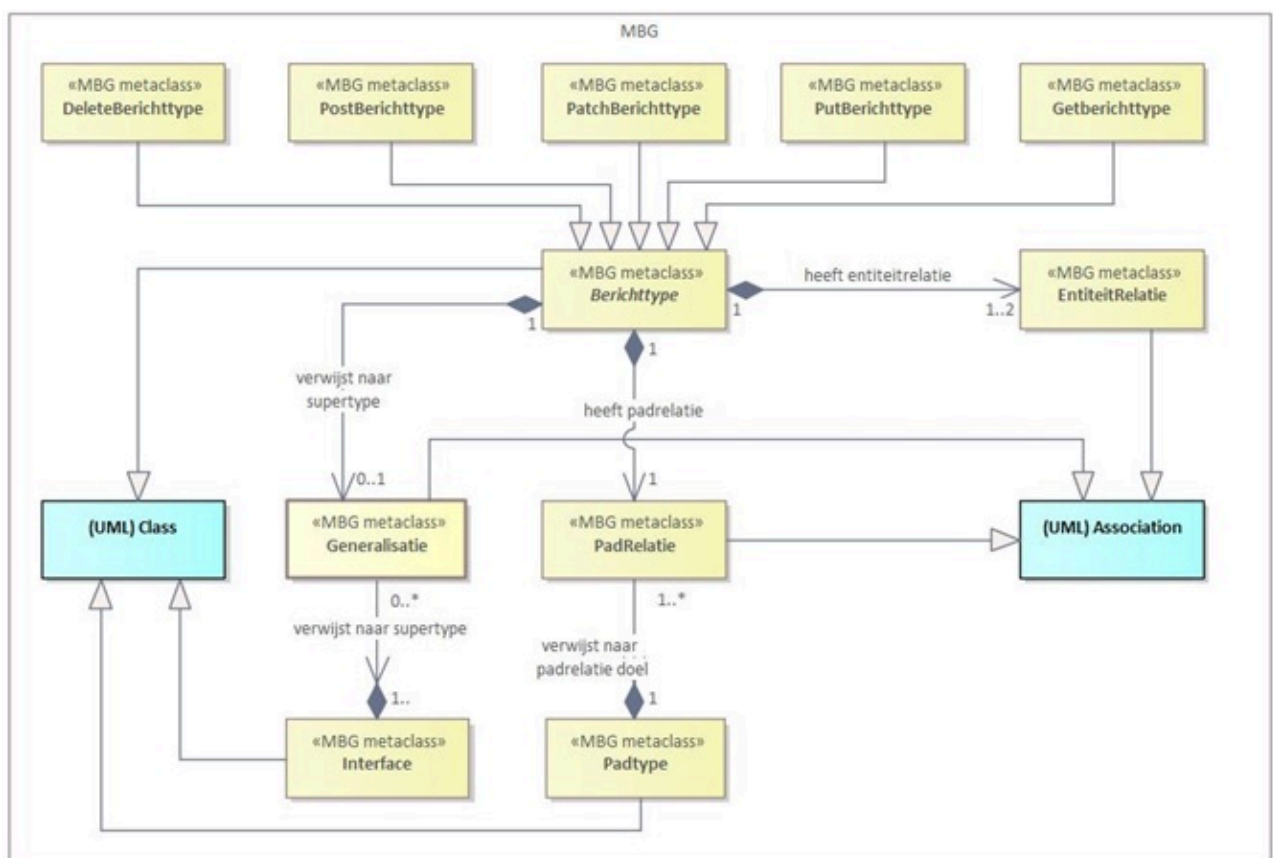 MBG
«MBG metaclass»
DeleteBerichttype
«MBG metaclass»
PostBerichttype
«MBG metaclass»
PatchBerichttype
«MBG metaclass»
PutBerichttype
«MBG metaclass»
Getberichttype
«MBG metaclass»
Berichttype
heeft entiteitrelatie
«MBG metaclass»
EntiteitRelatie
1
1
1..2
1
verwijst naar
supertype
heeft padrelatie
0..1
1
(UML) Class
«MBG metaclass»
Generalisatie
«MBG metaclass»
PadRelatie
(UML) Association
0..*
1..*
verwijst naar supertype
verwijst naar
padrelatie doel
1..
1
«MBG metaclass»
Interface
«MBG metaclass»
Padtype